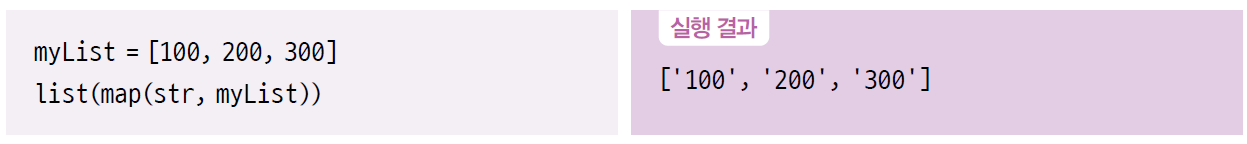 myList = [100, 200, 300]
list(map(str, myList))
실행 결과
['100', '200', '300']